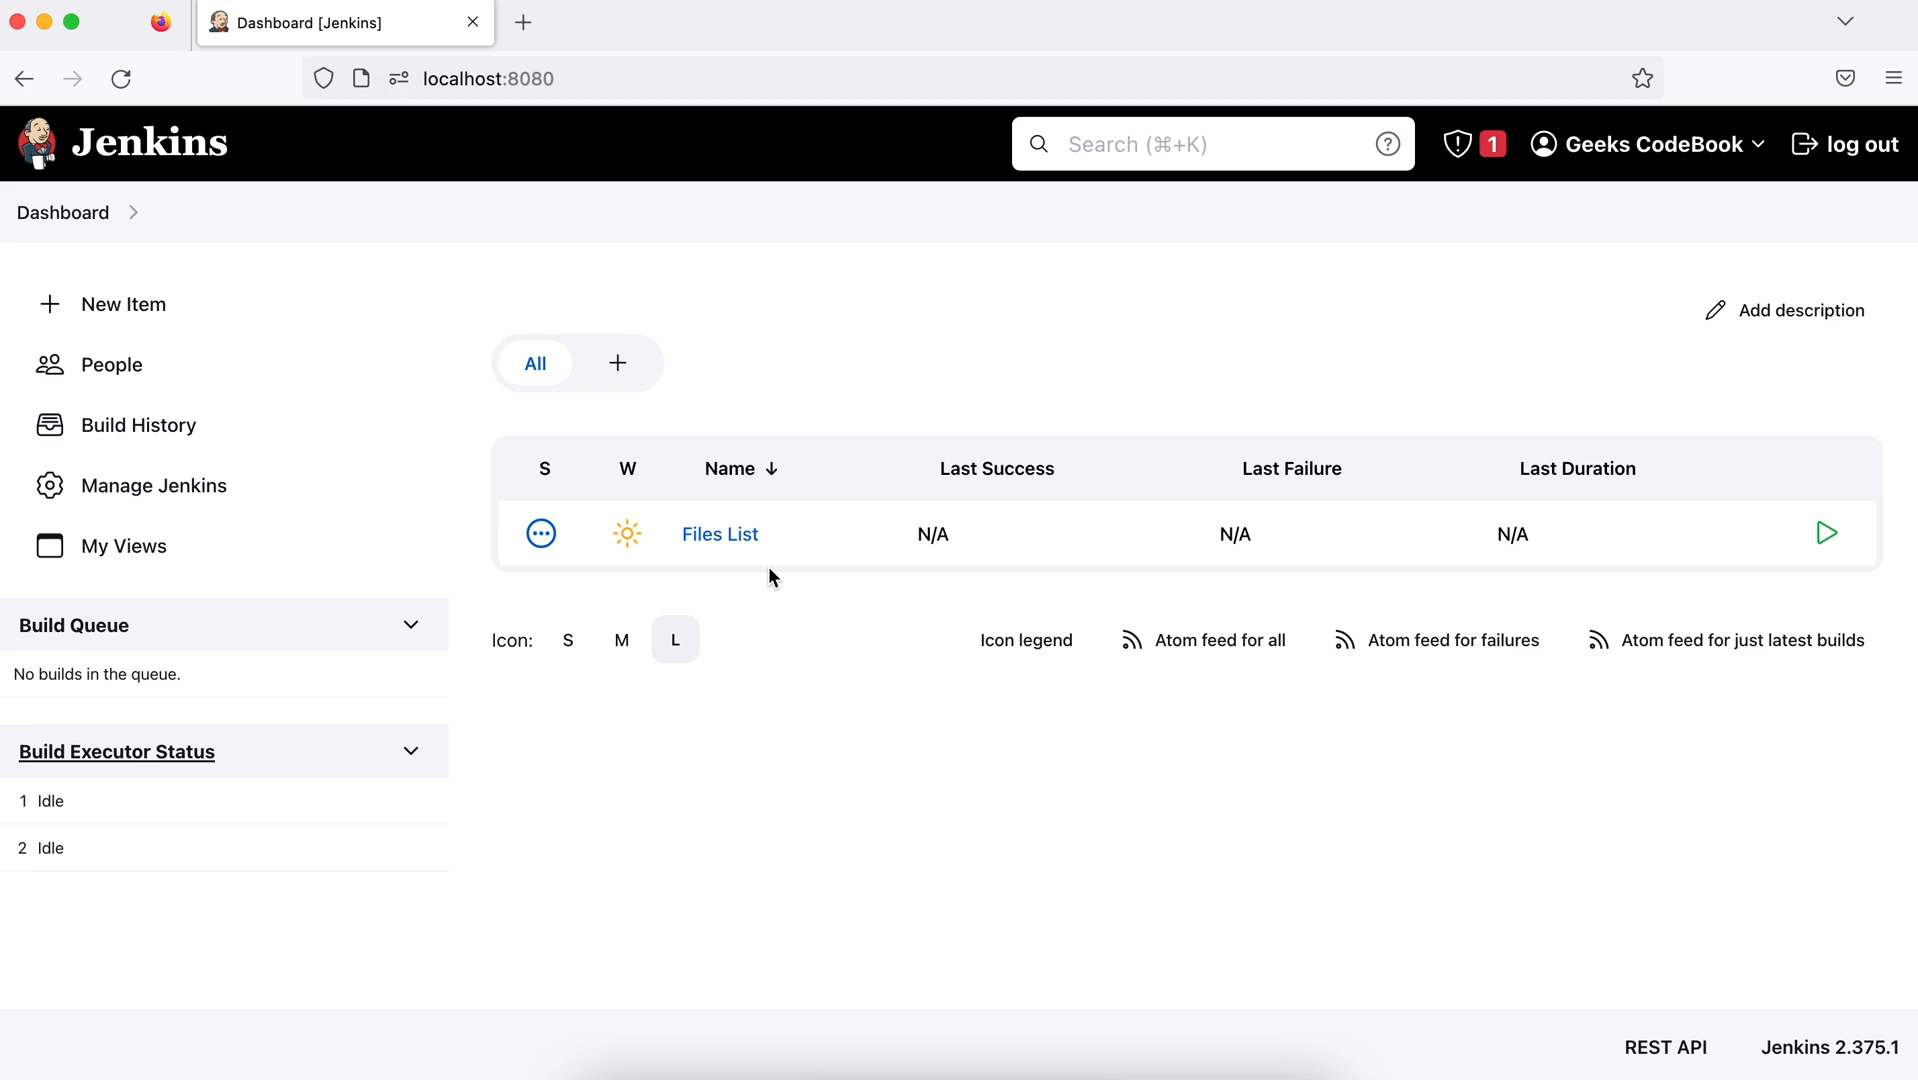 Dashboard [Jenkins]
localhost:8080
Jenkins
Search (⌘+K)
1
Geeks CodeBook
log out
Dashboard
New Item
People
Build History
Manage Jenkins
My Views
Build Queue
No builds in the queue.
Build Executor Status
1 Idle
2 Idle
Add description
All +
S W Name ↓ Last Success Last Failure Last Duration
Files List N/A N/A N/A
Icon: S M L
Icon legend
Atom feed for all
Atom feed for failures
Atom feed for just latest builds
REST API
Jenkins 2.375.1